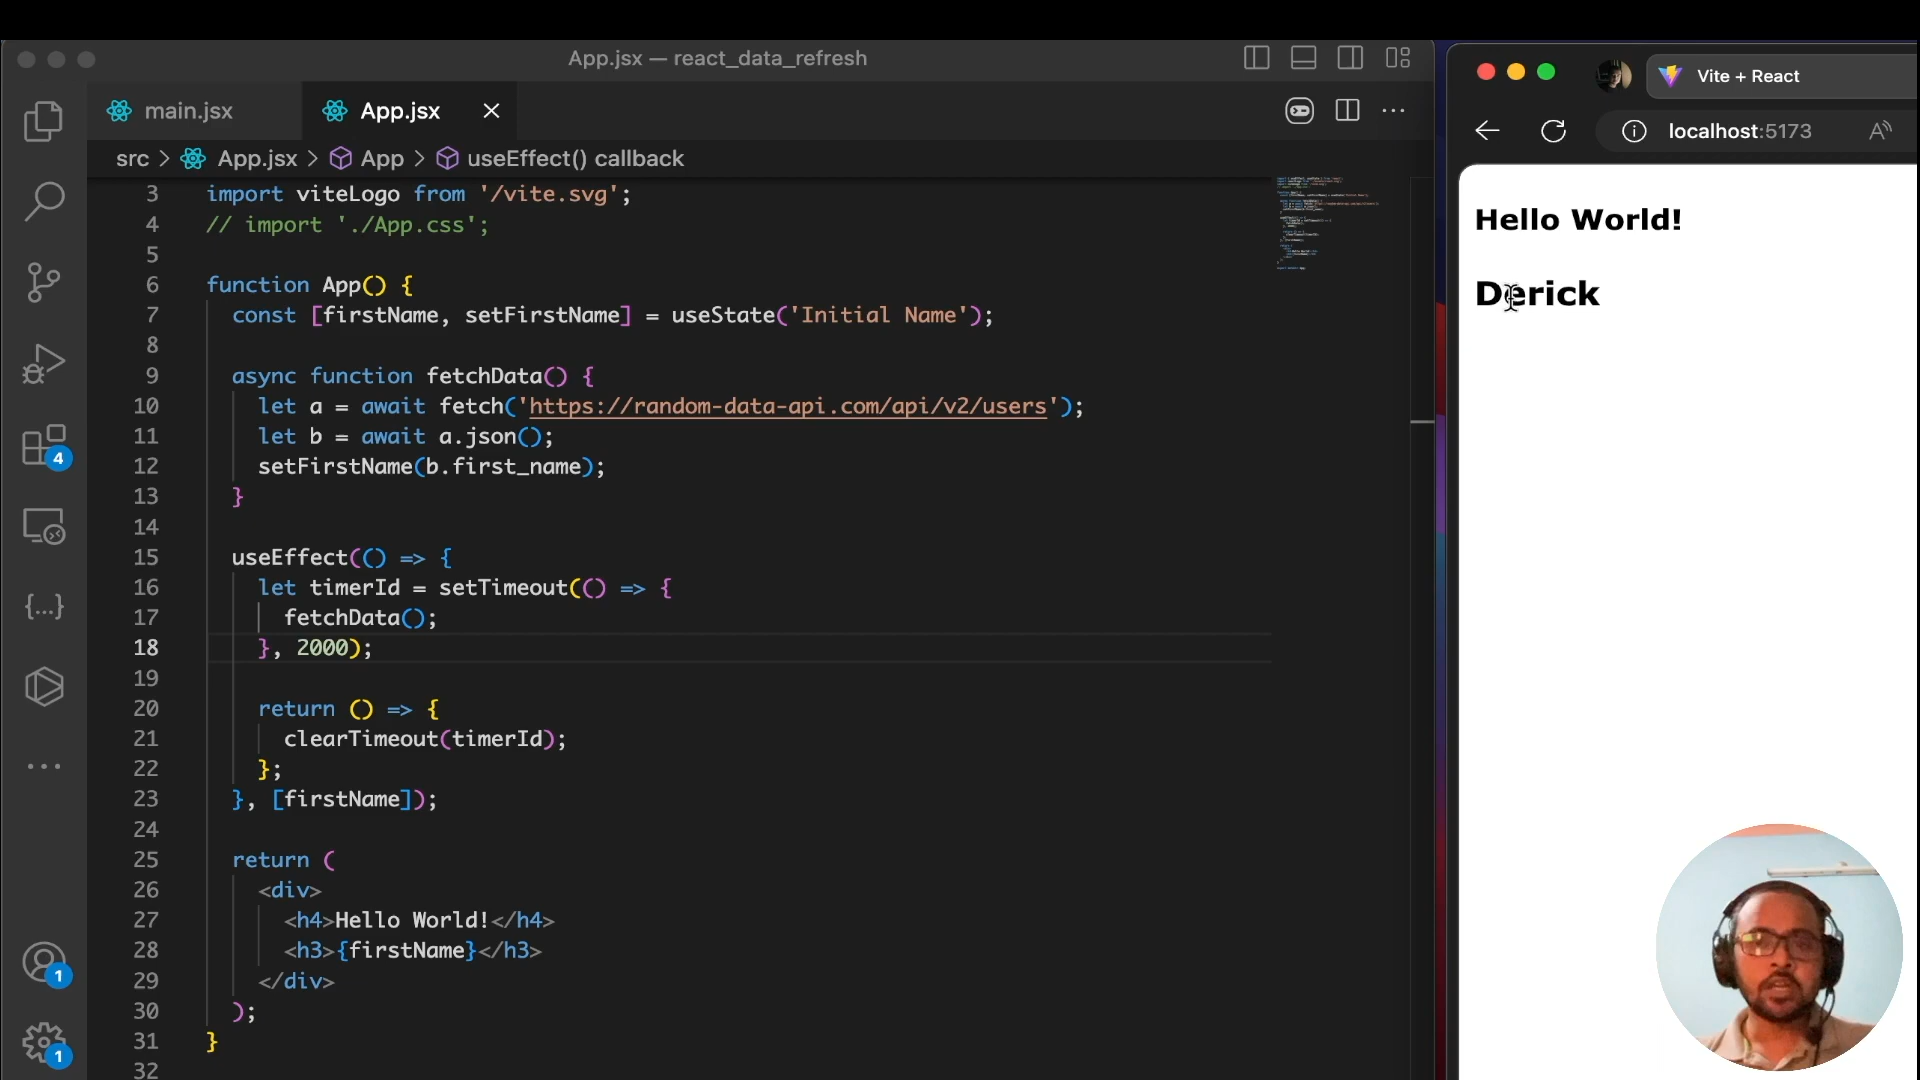 App.jsx — react_data_refresh
main.jsx
App.jsx
src > App.jsx > App > useEffect() callback
3 import viteLogo from '/vite.svg';
4 // import './App.css';
5
6 function App() {
7 const [firstName, setFirstName] = useState('Initial Name');
8
9 async function fetchData() {
10 let a = await fetch('https://random-data-api.com/api/v2/users');
11 let b = await a.json();
12 setFirstName(b.first_name);
13 }
14
15 useEffect(() => {
16 let timerId = setTimeout(() => {
17 fetchData();
18 }, 2000);
19
20 return () => {
21 clearTimeout(timerId);
22 };
23 }, [firstName]);
24
25 return (
26 <div>
27 <h4>Hello World!</h4>
28 <h3>{firstName}</h3>
29 </div>
30 );
31 }
32
4
1
1
Vite + React
localhost:5173
Hello World!
Derick